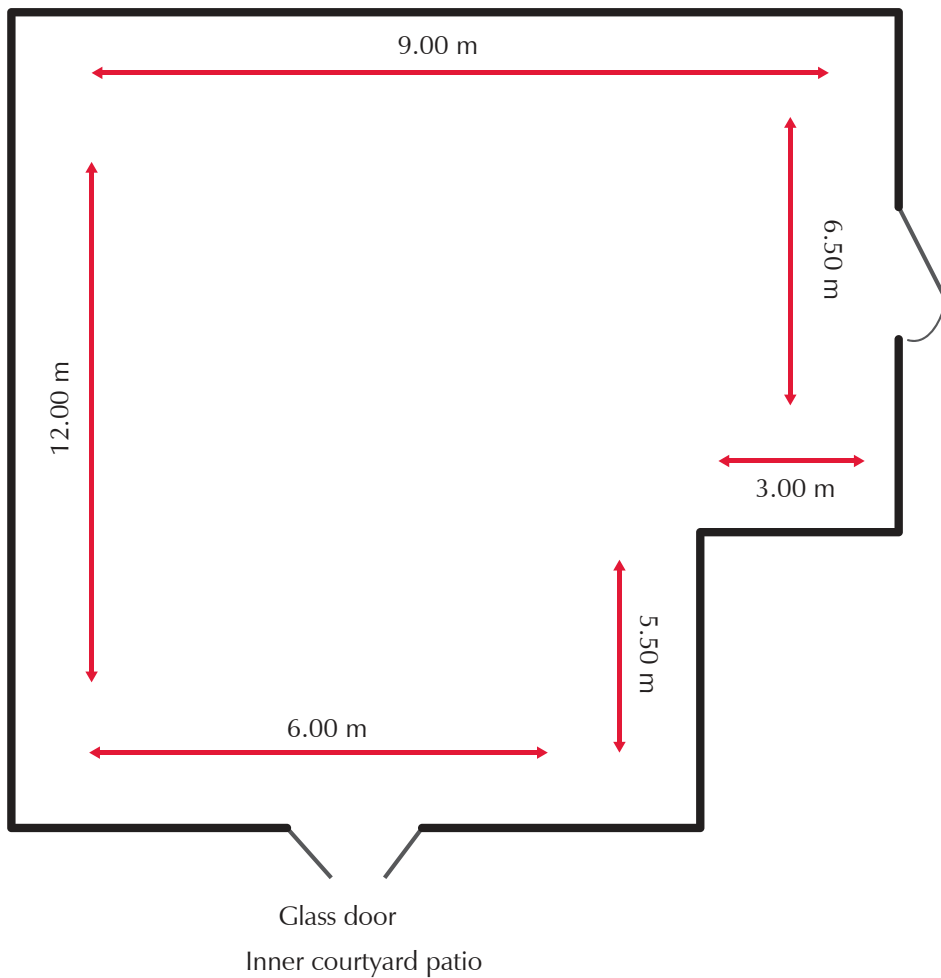 9.00 m
6.50 m
12.00 m
3.00 m
5.50 m
6.00 m
Glass door
Inner courtyard patio